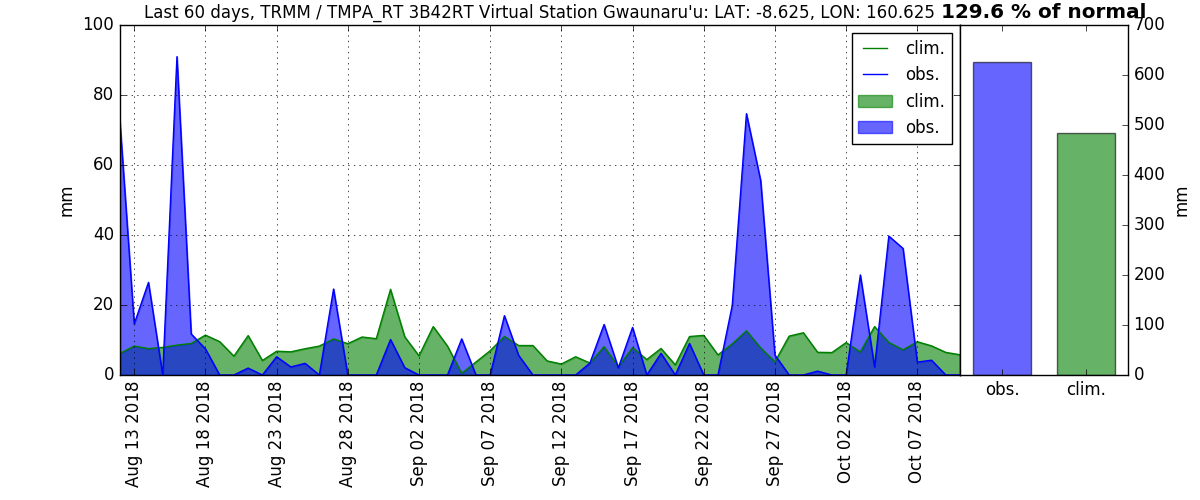 Last 60 days, TRMM / TMPA_RT 3B42RT Virtual Station Gwaunaru'u: LAT: -8.625, LON: 160.625 129.6 % of normal
clim.
obs.
clim.
obs.
100
80
60
40
20
0
mm
700
600
500
400
300
200
100
0
mm
Aug 13 2018
Aug 18 2018
Aug 23 2018
Aug 28 2018
Sep 02 2018
Sep 07 2018
Sep 12 2018
Sep 17 2018
Sep 22 2018
Sep 27 2018
Oct 02 2018
Oct 07 2018
obs.
clim.